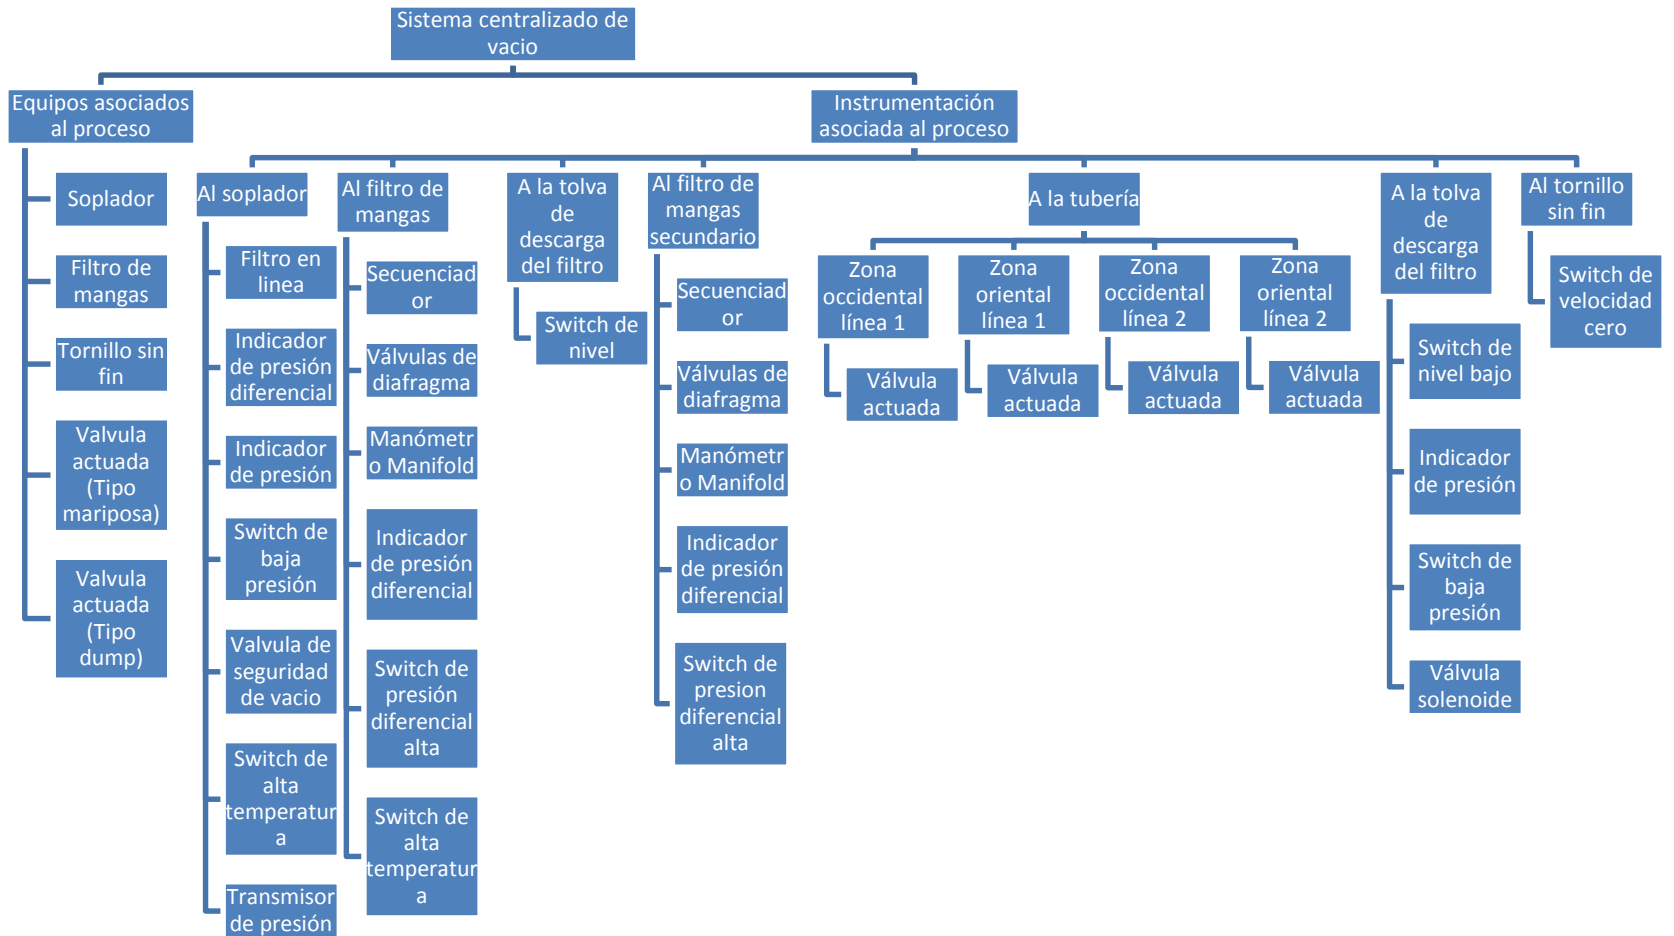 Sistema centralizado de
vacio
Equipos asociados
al proceso
Soplador
Filtro de
mangas
Tornillo sin
fin
Valvula
actuada
(Tipo
mariposa)
Valvula
actuada
(Tipo
dump)
Instrumentación
asociada al proceso
Al soplador
Filtro en
linea
Indicador
de presión
diferencial
Indicador
de presión
Switch de
baja
presión
Valvula de
seguridad
de vacio
Switch de
alta
temperatur
a
Transmisor
de presión
Al filtro de
mangas
Secuenciad
or
Válvulas de
diafragma
Manómetr
o Manifold
Indicador
de presión
diferencial
Switch de
presión
diferencial
alta
Switch de
alta
temperatur
a
A la tolva
de
descarga
del filtro
Switch de
nivel
Al filtro de
mangas
secundario
Secuenciad
or
Válvulas de
diafragma
Manómetr
o Manifold
Indicador
de presión
diferencial
Switch de
presion
diferencial
alta
A la tubería
Zona
occidental
línea 1
Válvula
actuada
Zona
oriental
línea 1
Válvula
actuada
Zona
occidental
línea 2
Válvula
actuada
Zona
oriental
línea 2
Válvula
actuada
A la tolva
de
descarga
del filtro
Switch de
nivel bajo
Indicador
de presión
Switch de
baja
presión
Válvula
solenoide
Al tornillo
sin fin
Switch de
velocidad
cero